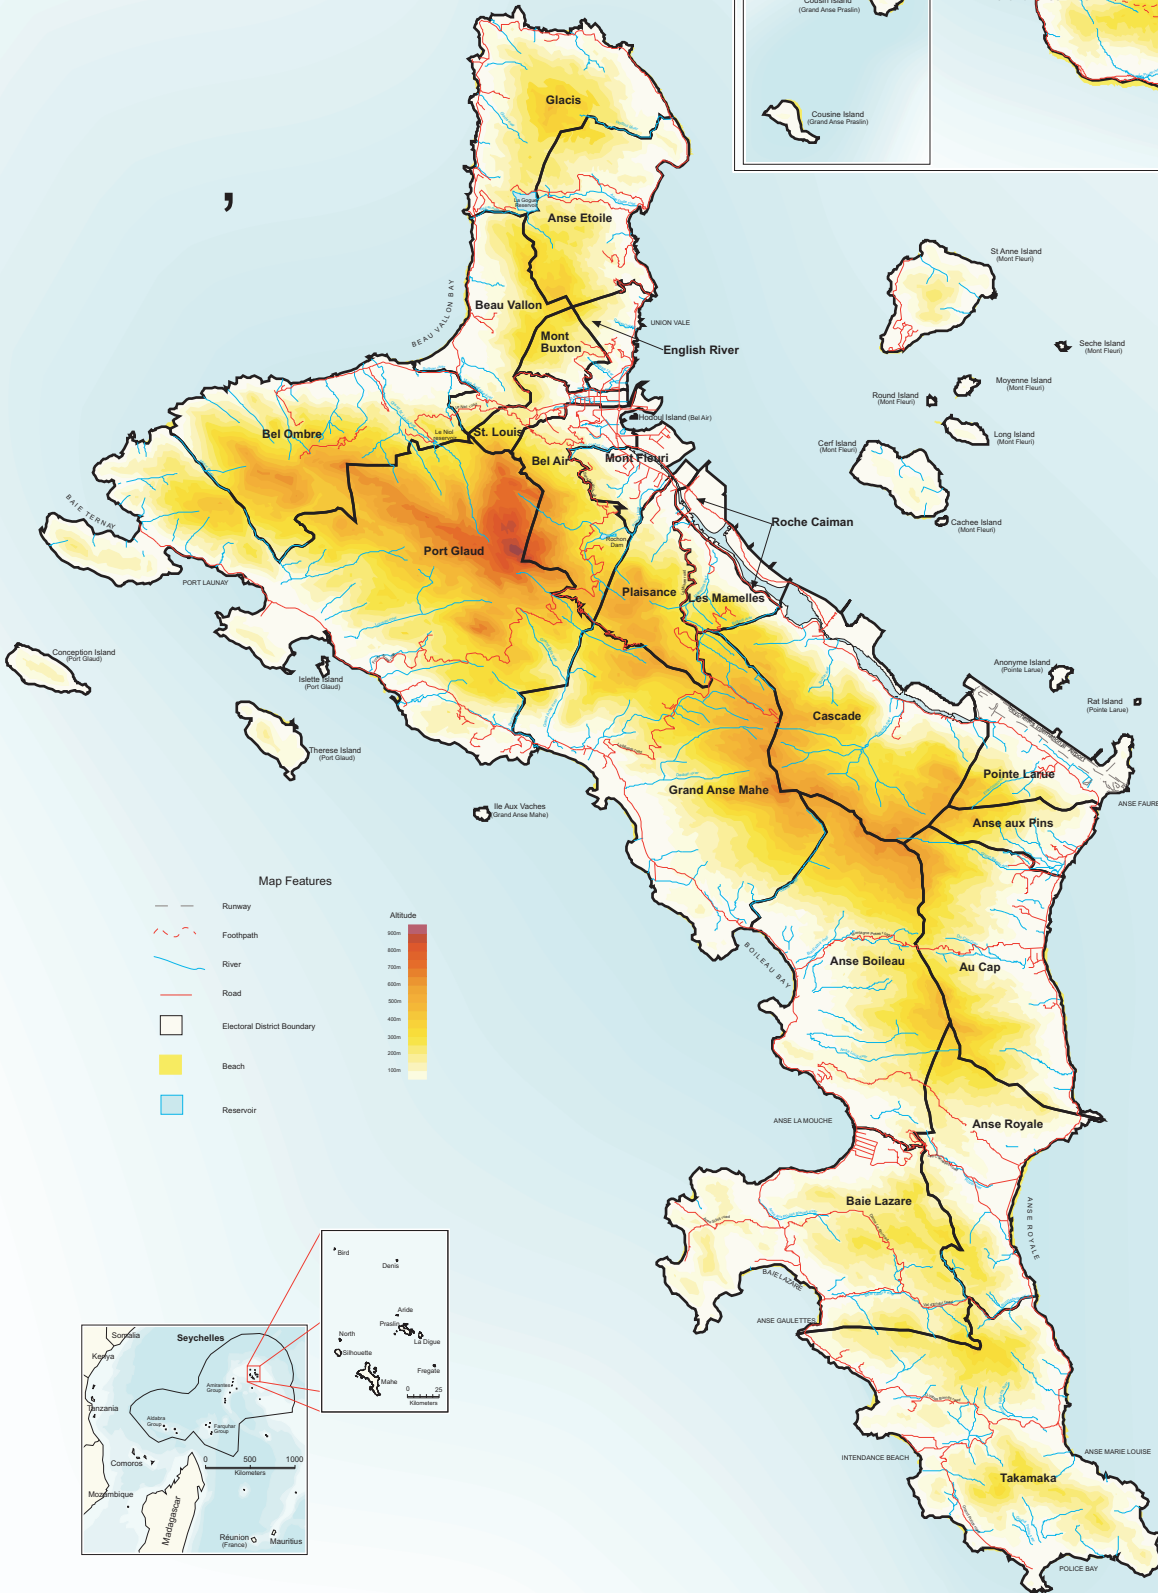 Cousin Island
(Grand Anse Praslin)
Cousine Island
(Grand Anse Praslin)
,
Glacis
La Gogue
Reservoir
Anse Etoile
St Anne Island
(Mont Fleuri)
BEAU VALLON BAY
Beau Vallon
UNION VALE
Mont
Buxton
English River
Seche Island
(Mont Fleuri)
Moyenne Island
(Mont Fleuri)
Round Island
(Mont Fleuri)
Hodoul Island (Bel Air)
Long Island
(Mont Fleuri)
Bel Ombre
La Niol
reservoir
St. Louis
Cerf Island
(Mont Fleuri)
Bel Air
Mont Fleuri
BAIE TERNAY
Roche Caiman
Cachee Island
(Mont Fleuri)
Rochon
Dam
Port Glaud
PORT LAUNAY
Plaisance
Les Mamelles
Conception Island
(Port Glaud)
Islette Island
(Port Glaud)
Anonyme Island
(Pointe Larue)
Rat Island
(Pointe Larue)
Cascade
Therese Island
(Port Glaud)
Pointe Larue
Grand Anse Mahe
ANSE FAURE
Ile Aux Vaches
(Grand Anse Mahe)
Anse aux Pins
Map Features
Runway
Footpath
River
Road
Electoral District Boundary
Beach
Reservoir
Altitude
900m
800m
700m
600m
500m
400m
300m
200m
100m
BOILEAU BAY
Anse Boileau
Au Cap
ANSE LA MOUCHE
Anse Royale
Baie Lazare
ANSE ROYALE
BAIE LAZARE
ANSE GAULETTES
Bird
Denis
Aride
Praslin
North
La Digue
Silhouette
Fregate
Mahe
0 25
Kilometers
Somalia
Seychelles
Kenya
Amirantes
Group
Tanzania
Aldabra
Group
Farquhar
Group
Comoros
0 500 1000
Kilometers
Mozambique
Madagascar
Réunion
(France)
Mauritius
INTENDANCE BEACH
ANSE MARIE LOUISE
Takamaka
POLICE BAY